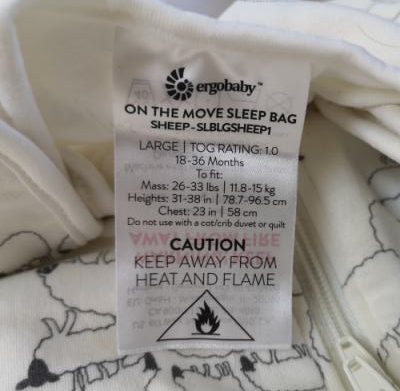 ergobaby™
ON THE MOVE SLEEP BAG
SHEEP-SLBLGSHEEP1
LARGE | TOG RATING: 1.0
18-36 Months
To fit:
Mass: 26-33 lbs | 11.8-15 kg
Heights: 31-38 in | 78.7-96.5 cm
Chest: 23 in | 58 cm
Do not use with a cot/crib duvet or quilt
CAUTION
KEEP AWAY FROM
HEAT AND FLAME